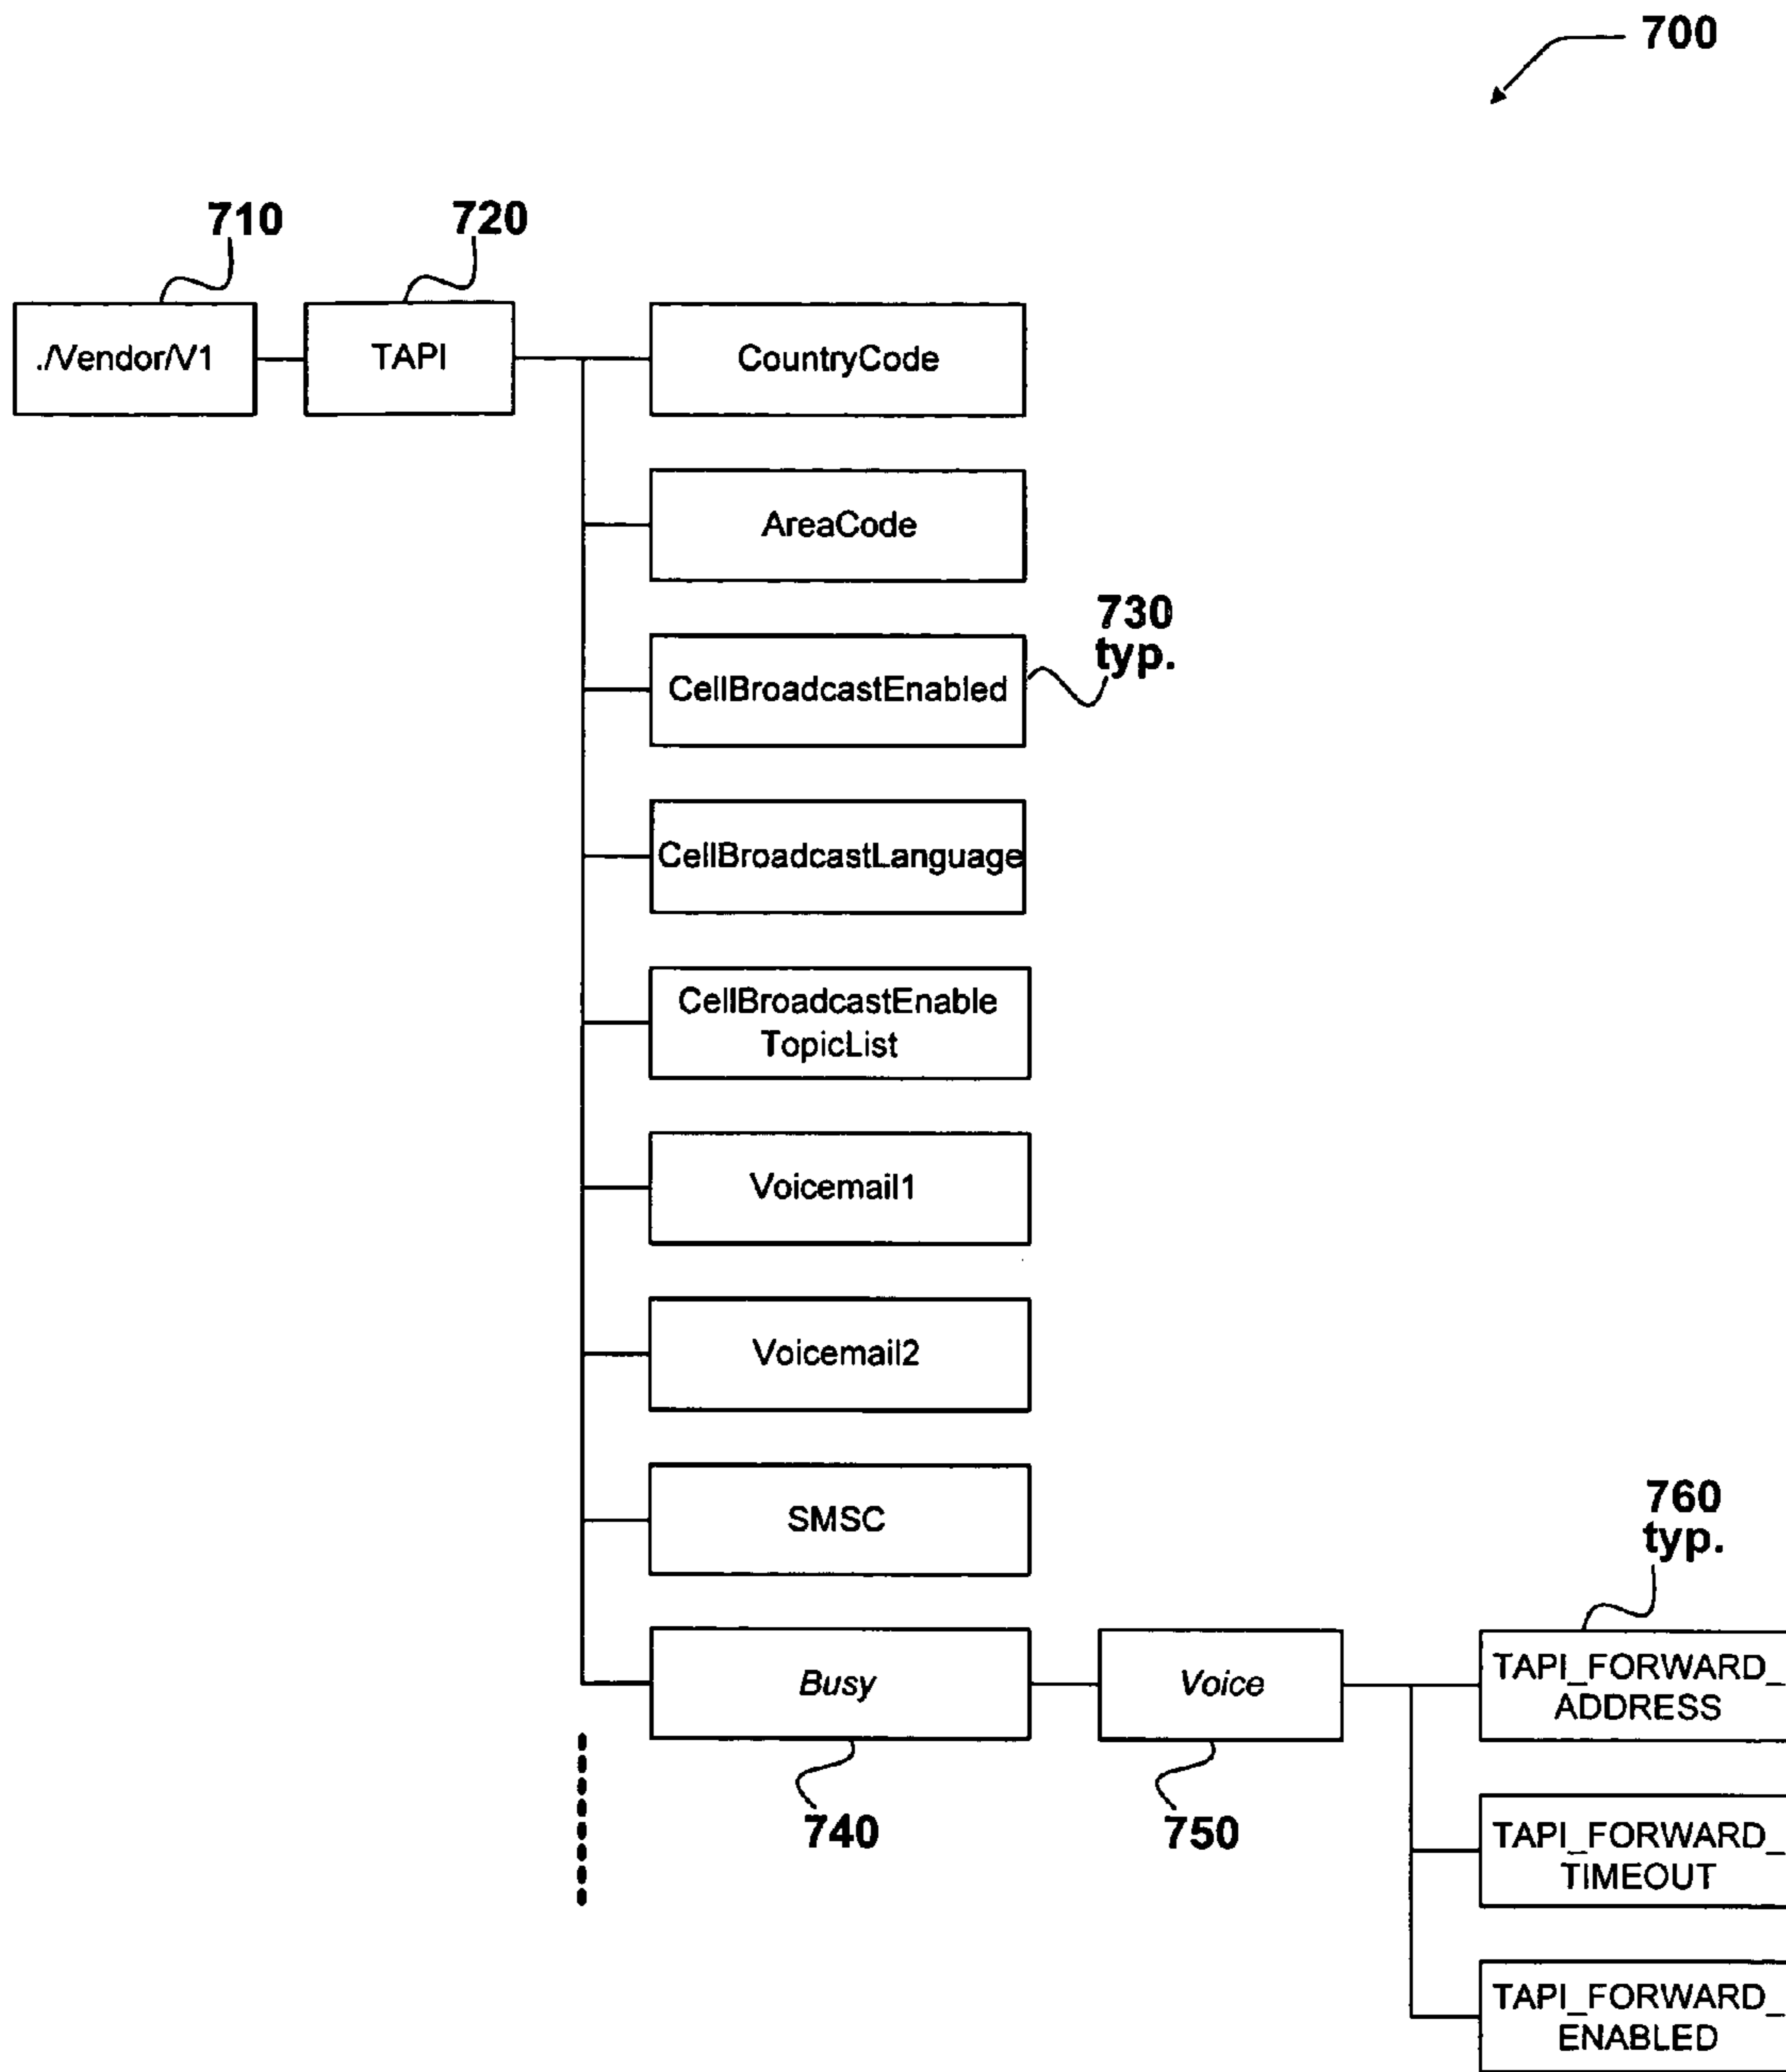 700
710
720
./Vendor/V1
TAPI
CountryCode
AreaCode
730
typ.
CellBroadcastEnabled
CellBroadcastLanguage
CellBroadcastEnable
TopicList
Voicemail1
Voicemail2
SMSC
760
typ.
Busy
Voice
TAPI_FORWARD_
ADDRESS
740
750
TAPI_FORWARD_
TIMEOUT
TAPI_FORWARD_
ENABLED